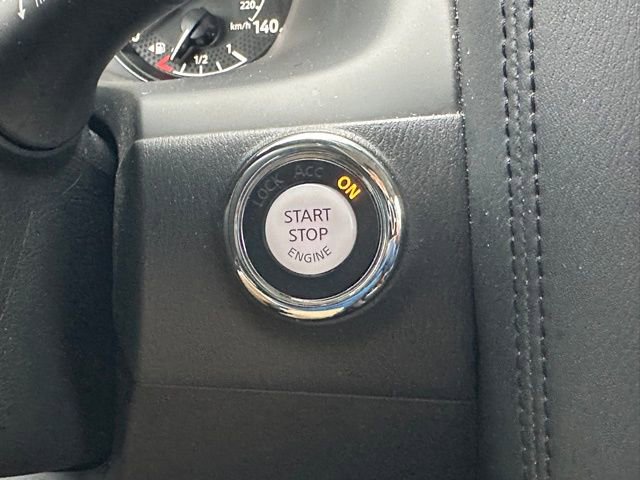 220
km/h 140
1/2 1
LOCK ACC ON
START
STOP
ENGINE